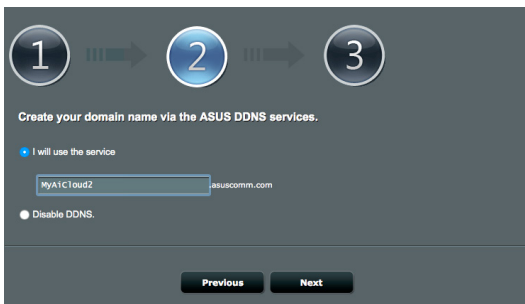 1 2 3
Create your domain name via the ASUS DDNS services.
I will use the service
MyAiCloud2 .asuscomm.com
Disable DDNS.
Previous Next